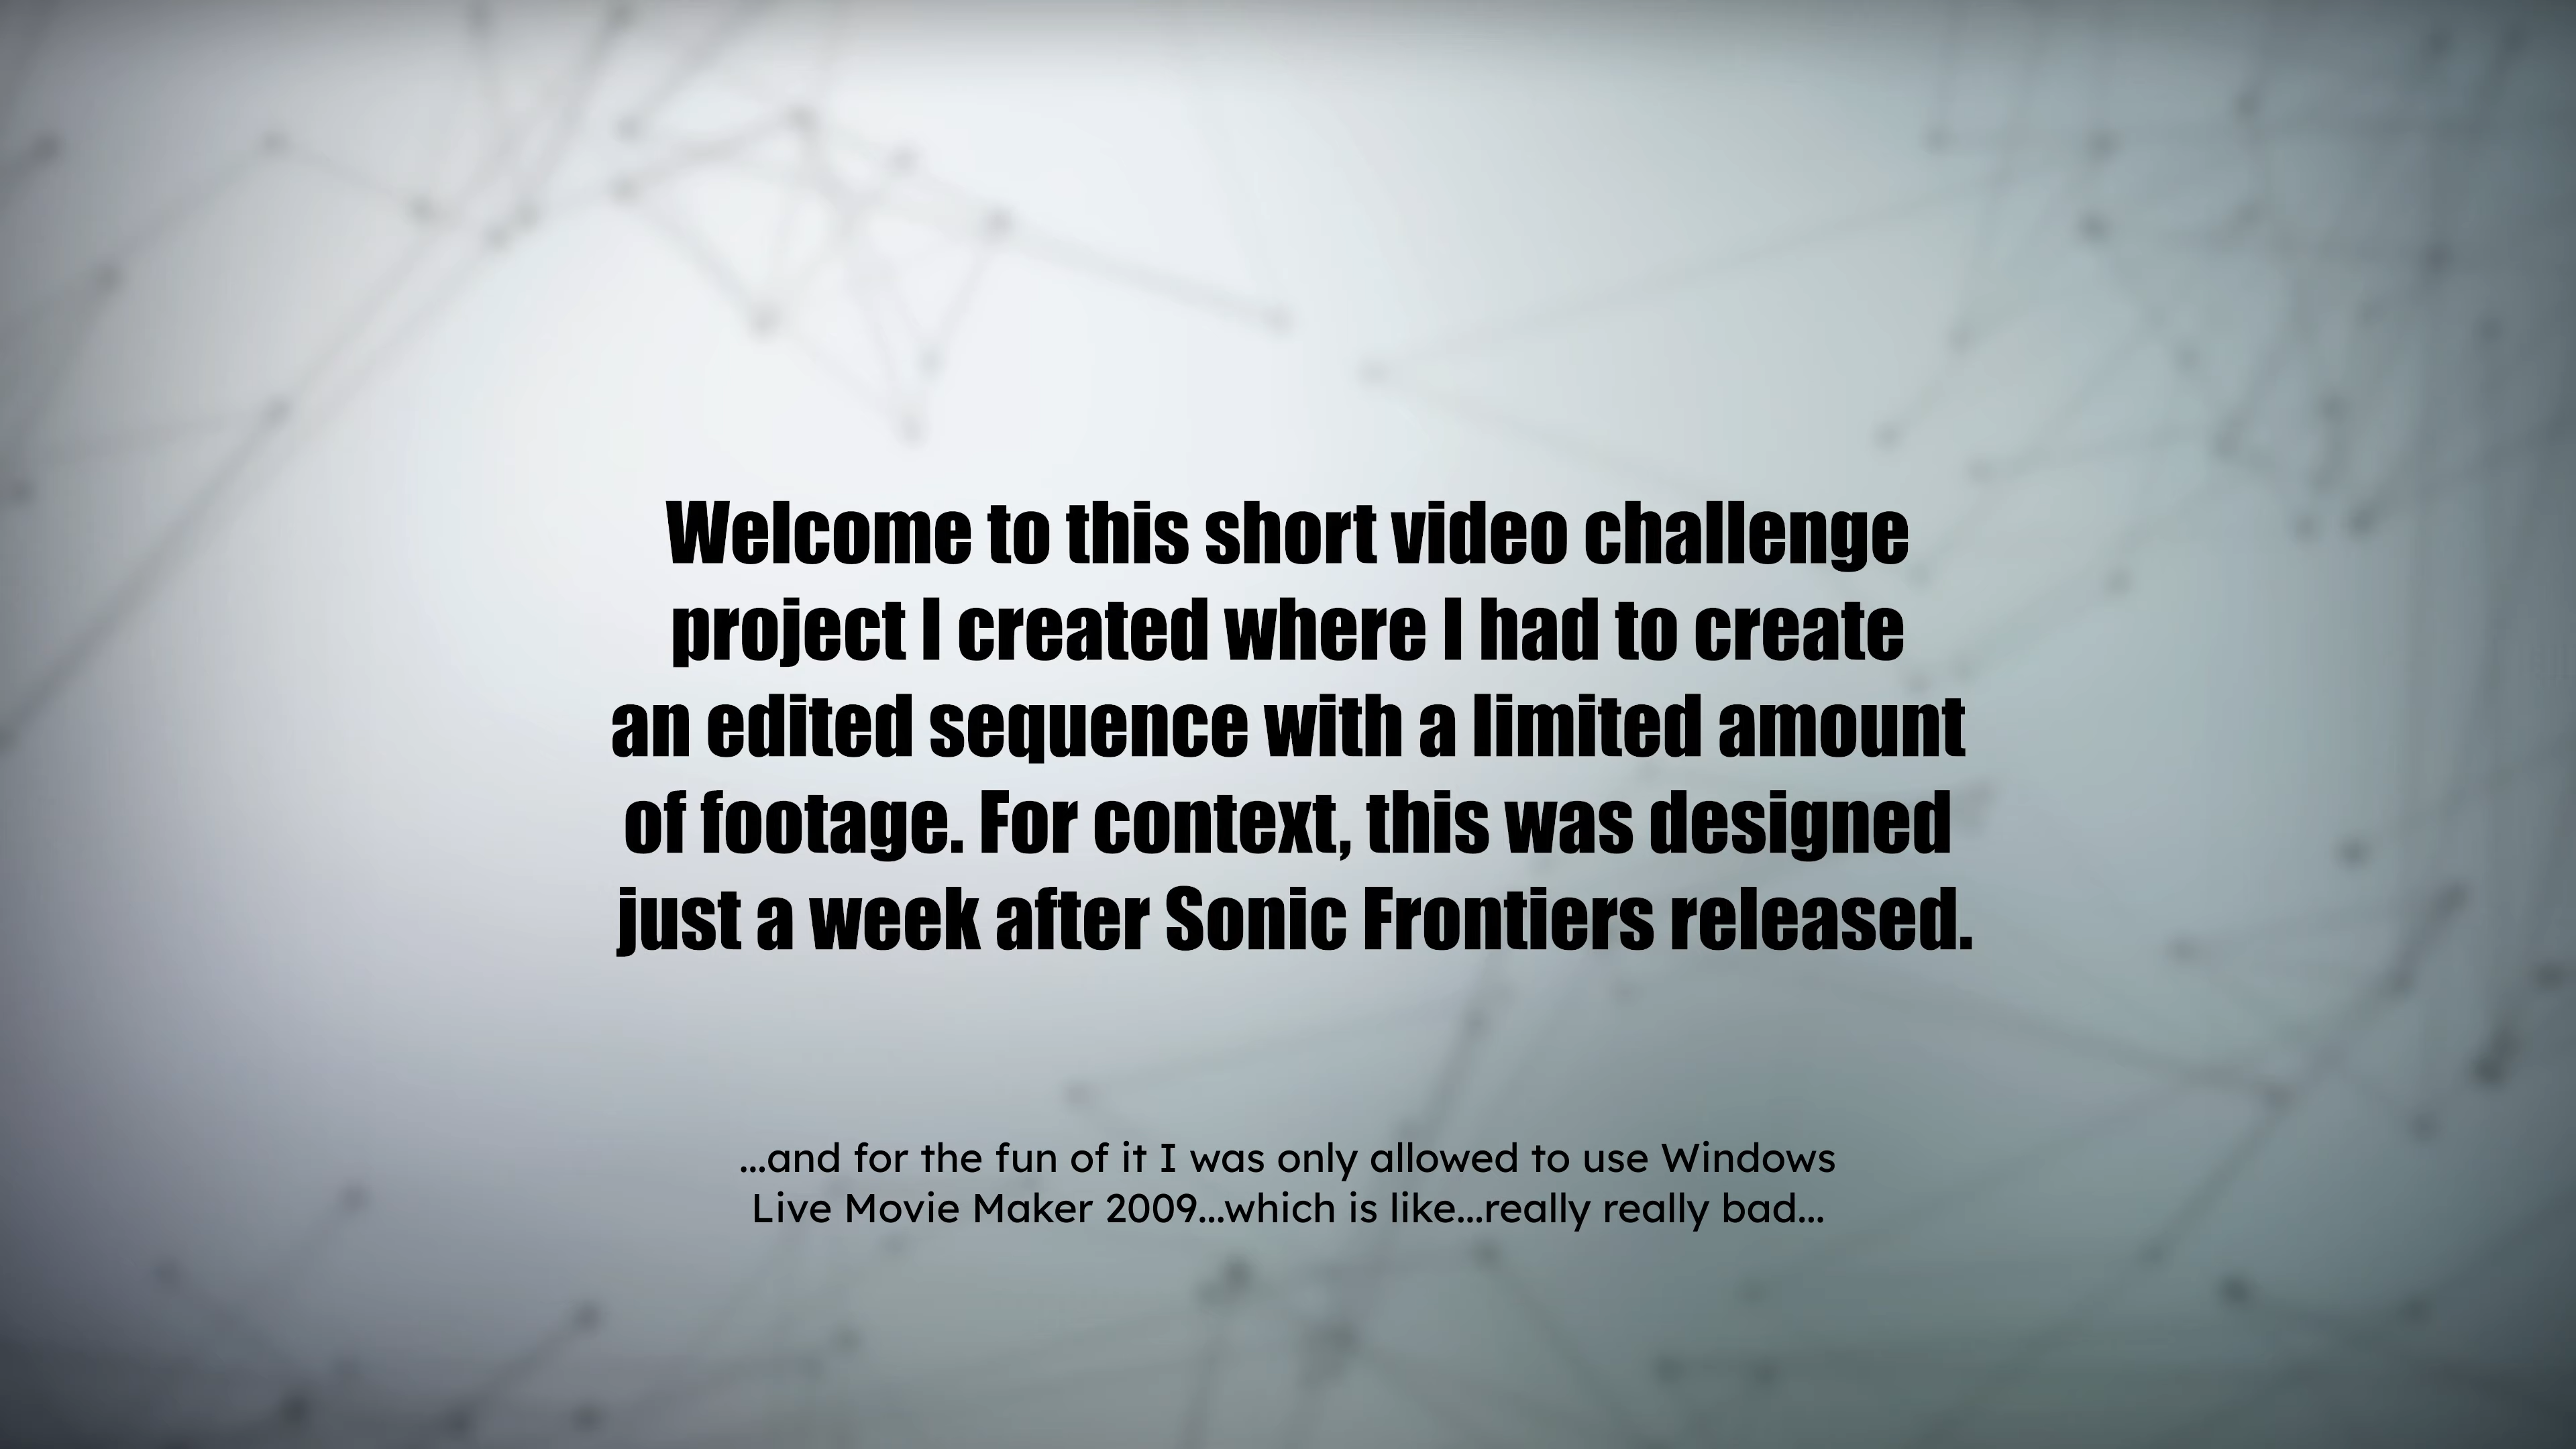 Welcome to this short video challenge
project I created where I had to create
an edited sequence with a limited amount
of footage. For context, this was designed
just a week after Sonic Frontiers released.
...and for the fun of it I was only allowed to use Windows
Live Movie Maker 2009...which is like...really really bad...